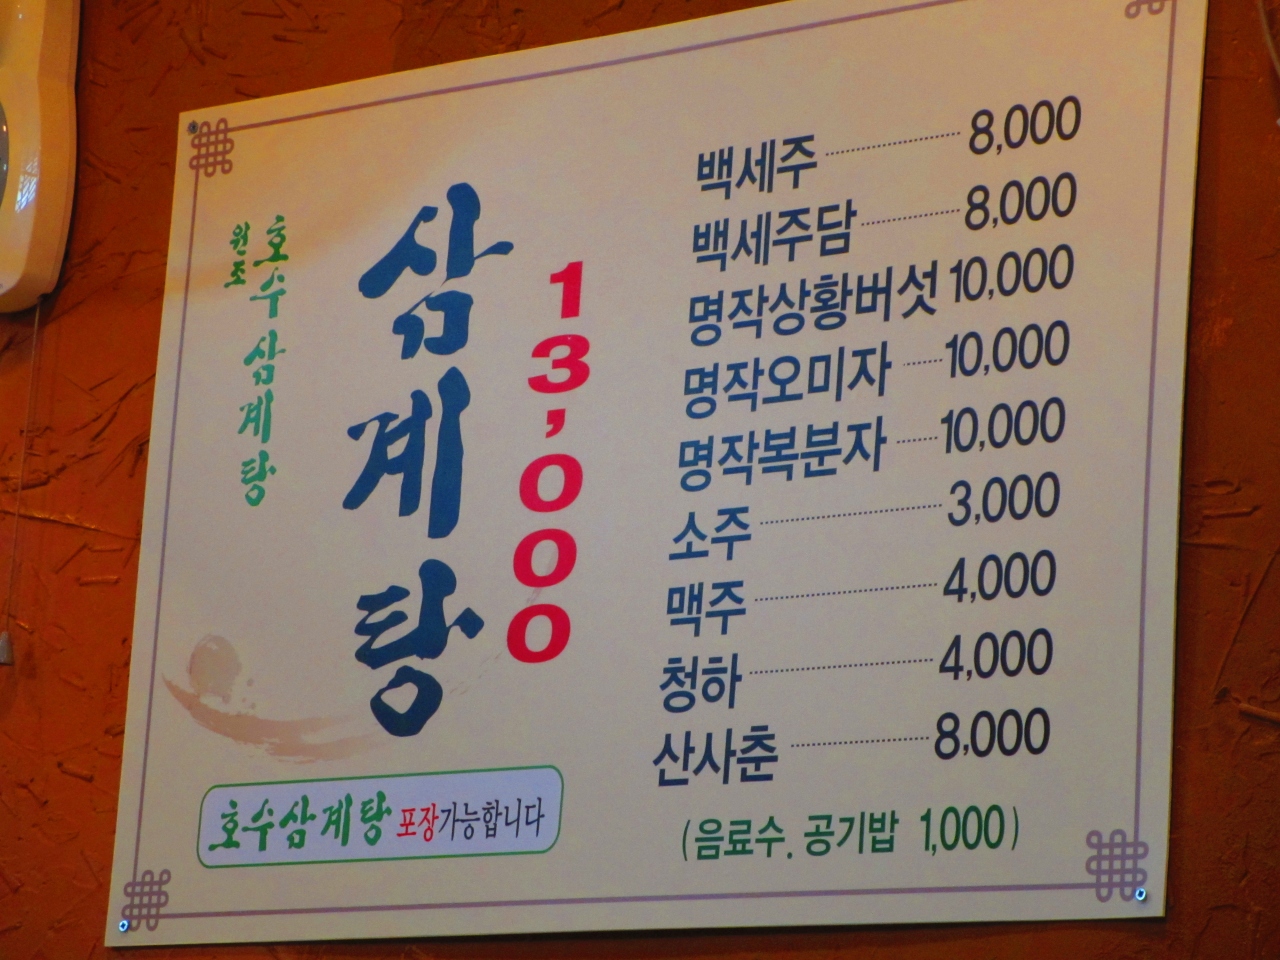 원조
호수삼계탕
삼계탕
13,000
백세주 8,000
백세주담 8,000
명작상황버섯 10,000
명작오미자 10,000
명작복분자 10,000
소주 3,000
맥주 4,000
청하 4,000
산사춘 8,000
(음료수. 공기밥 1,000)
호수삼계탕 포장가능합니다